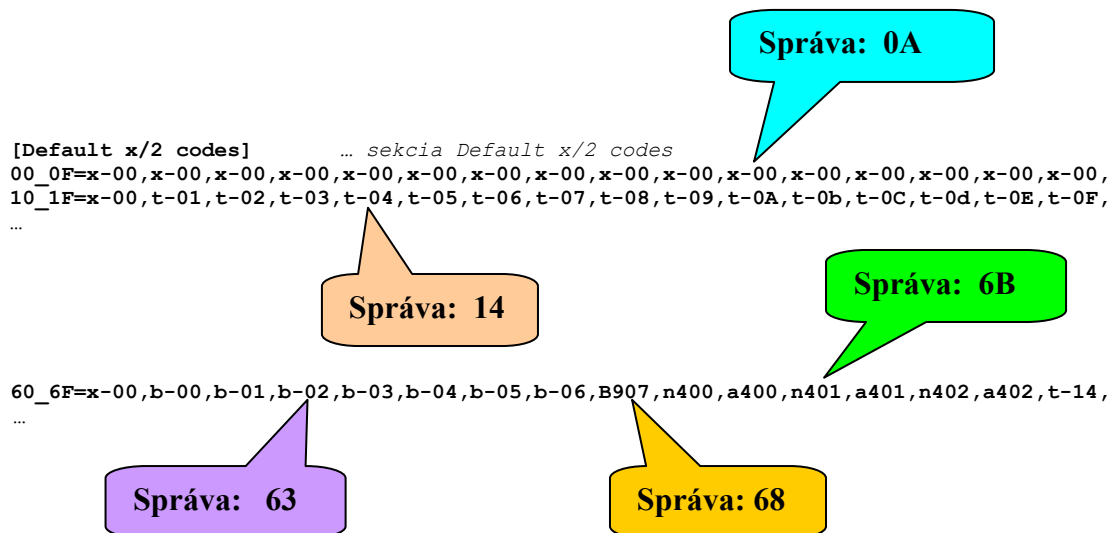 Správa: 0A
[Default x/2 codes] … sekcia Default x/2 codes
00_0F=x-00,x-00,x-00,x-00,x-00,x-00,x-00,x-00,x-00,x-00,x-00,x-00,x-00,x-00,x-00,x-00,
10_1F=x-00,t-01,t-02,t-03,t-04,t-05,t-06,t-07,t-08,t-09,t-0A,t-0b,t-0C,t-0d,t-0E,t-0F,
…
Správa: 6B
Správa: 14
60_6F=x-00,b-00,b-01,b-02,b-03,b-04,b-05,b-06,B907,n400,a400,n401,a401,n402,a402,t-14,
…
Správa: 63
Správa: 68